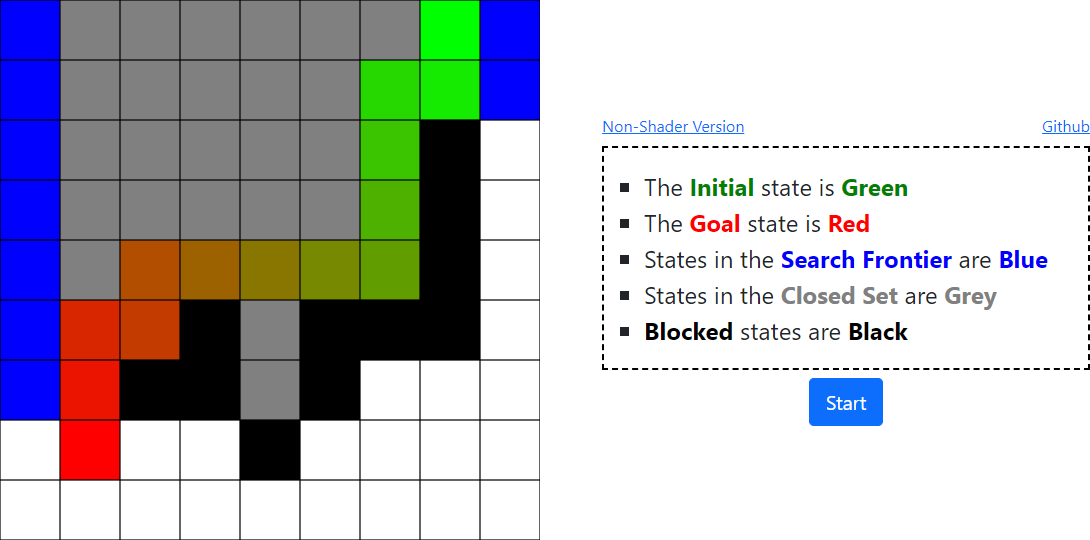 Non-Shader Version Github
The Initial state is Green
The Goal state is Red
States in the Search Frontier are Blue
States in the Closed Set are Grey
Blocked states are Black
Start